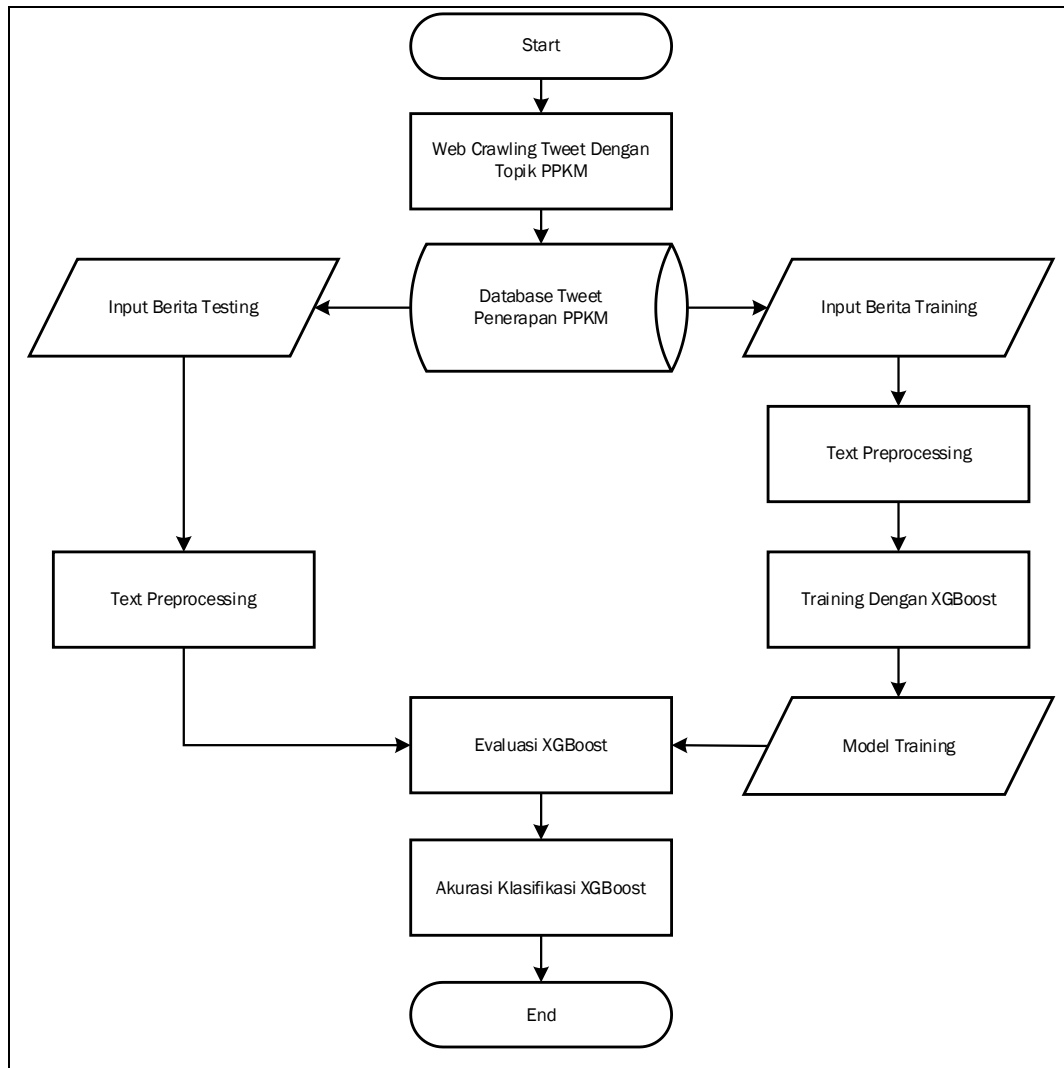 Start
Web Crawling Tweet Dengan
Topik PPKM
Database Tweet
Penerapan PPKM
Input Berita Testing
Input Berita Training
Text Preprocessing
Text Preprocessing
Training Dengan XGBoost
Evaluasi XGBoost
Model Training
Akurasi Klasifikasi XGBoost
End